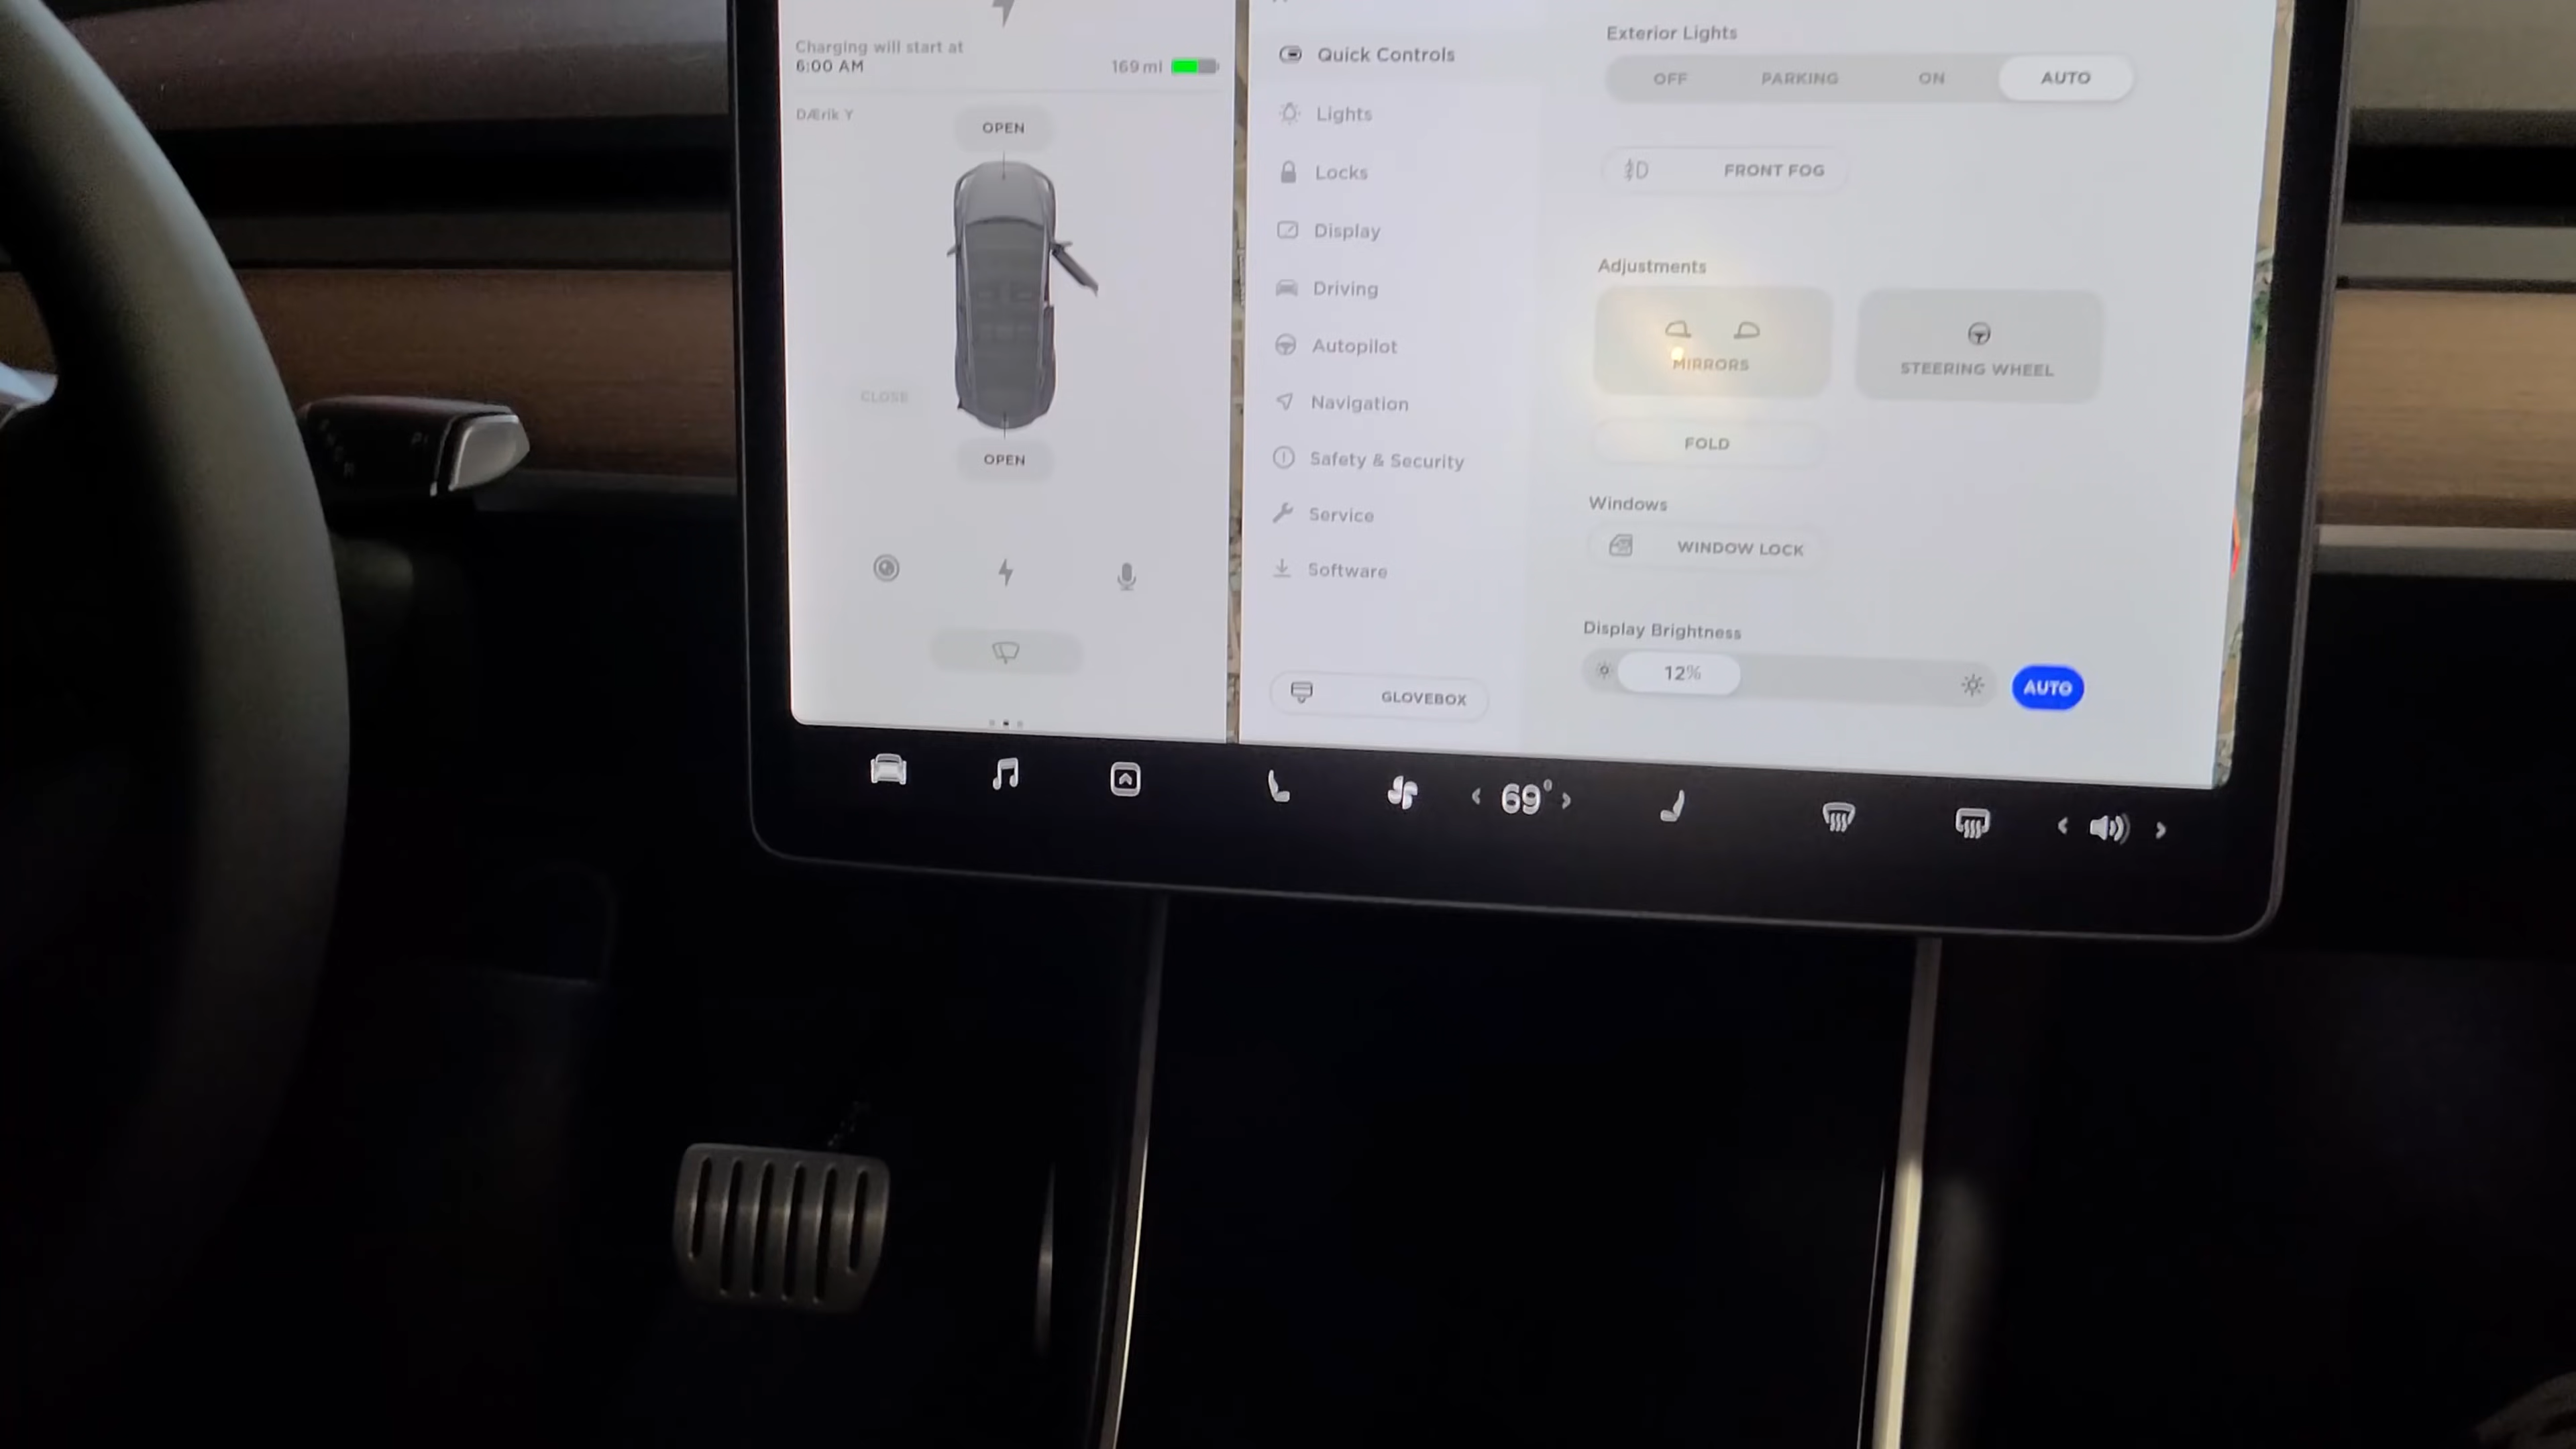 Charging will start at
6:00 AM
169 mi
DÆrik Y
OPEN
CLOSE
OPEN
Quick Controls
Lights
Locks
Display
Driving
Autopilot
Navigation
Safety & Security
Service
Software
GLOVEBOX
Exterior Lights
OFF PARKING ON AUTO
FRONT FOG
Adjustments
MIRRORS
STEERING WHEEL
FOLD
Windows
WINDOW LOCK
Display Brightness
12%
AUTO
< 69° >
< >